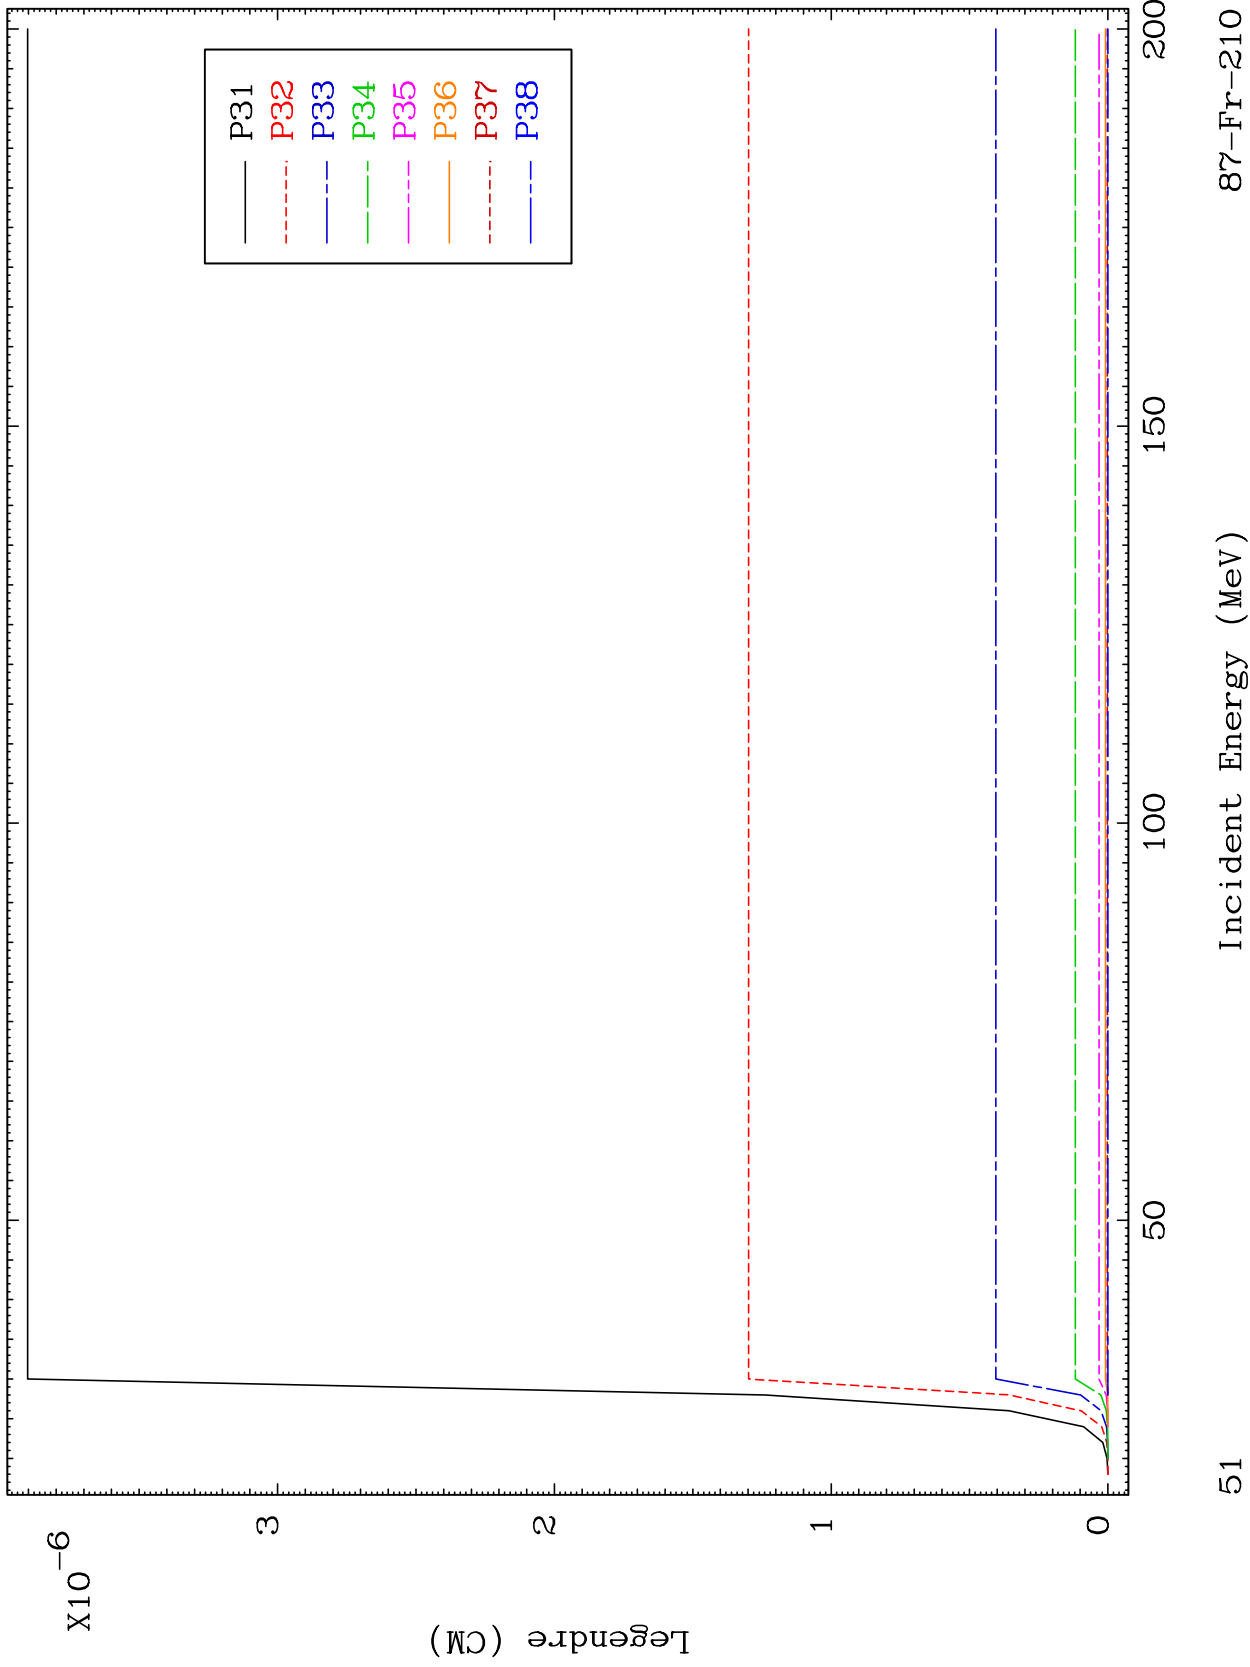 X10-6
3
2
1
0
Legendre (CM)
P31
P32
P33
P34
P35
P36
P37
P38
50
100
150
200
Incident Energy (MeV)
51
87-Fr-210